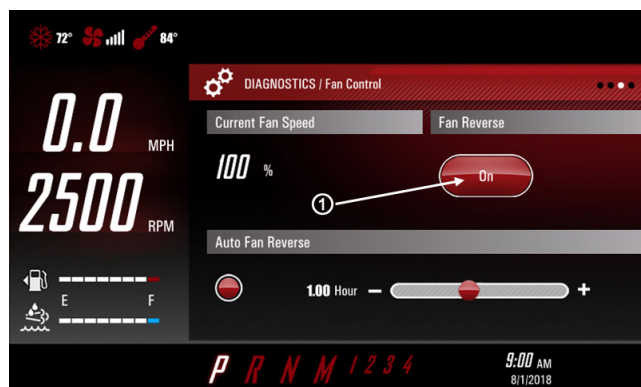 72° 84°
DIAGNOSTICS / Fan Control
0.0 MPH
2500 RPM
Current Fan Speed
Fan Reverse
100 %
On
1
Auto Fan Reverse
1.00 Hour − +
E F
P R N M 1 2 3 4
9:00 AM
8/1/2018